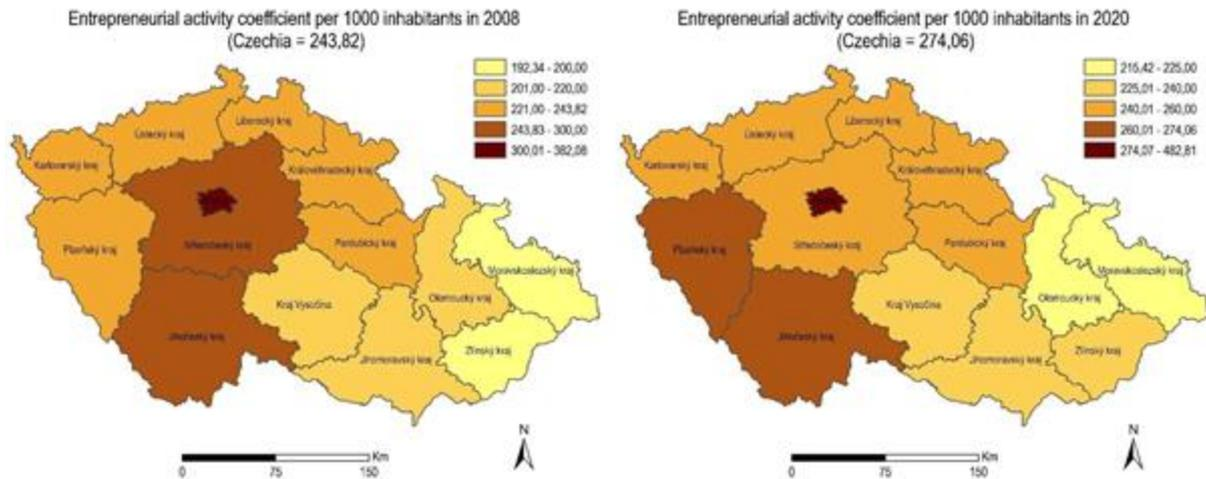 Entrepreneurial activity coefficient per 1000 inhabitants in 2008
(Czechia = 243,82)
192,34 - 200,00
201,00 - 220,00
221,00 - 243,82
243,83 - 300,00
300,01 - 382,08
Liberecký kraj
Ústecký kraj
Karlovarský kraj
Královéhradecký kraj
Plzeňský kraj
Středočeský kraj
Pardubický kraj
Moravskoslezský kraj
Kraj Vysočina
Olomoucký kraj
Jihočeský kraj
Jihomoravský kraj
Zlínský kraj
N
Km
0 75 150
Entrepreneurial activity coefficient per 1000 inhabitants in 2020
(Czechia = 274,06)
215,42 - 225,00
225,01 - 240,00
240,01 - 260,00
260,01 - 274,06
274,07 - 482,81
Liberecký kraj
Ústecký kraj
Karlovarský kraj
Královéhradecký kraj
Plzeňský kraj
Středočeský kraj
Pardubický kraj
Moravskoslezský kraj
Kraj Vysočina
Olomoucký kraj
Jihočeský kraj
Jihomoravský kraj
Zlínský kraj
N
Km
0 75 150